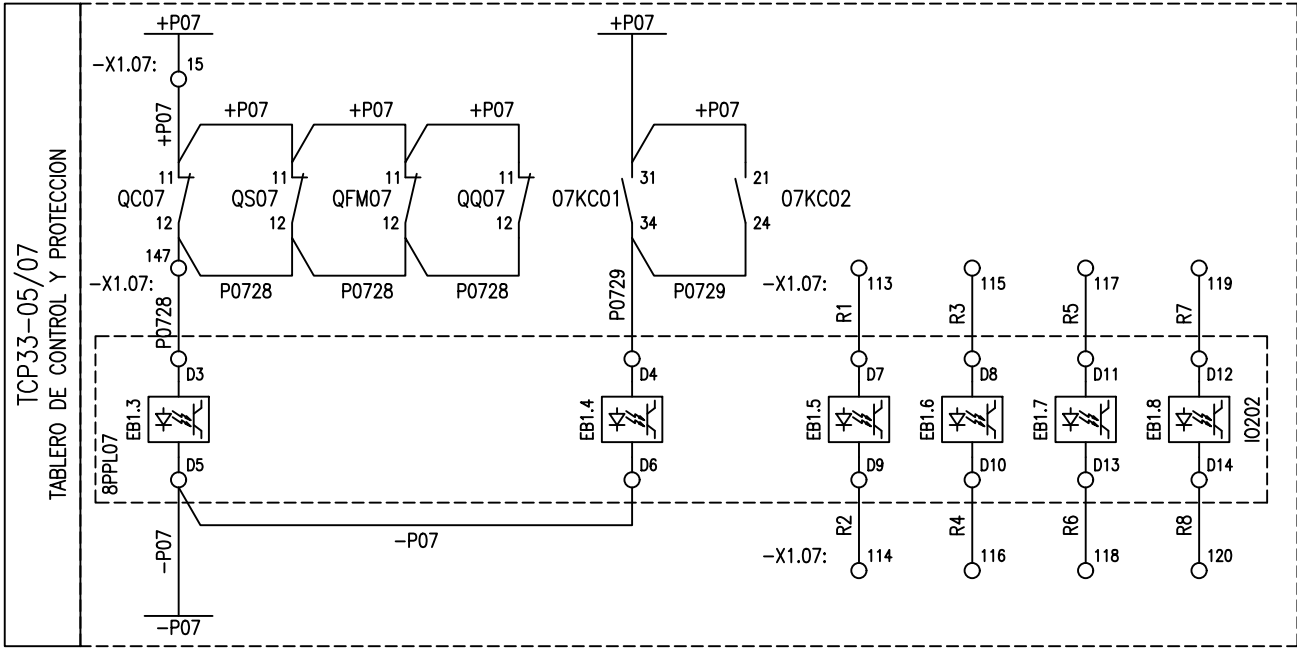 TCP33-05/07
TABLERO DE CONTROL Y PROTECCION
+P07
+P07
-X1.07:
15
+P07
+P07
+P07
+P07
+P07
11
11
11
11
31
21
QC07
QS07
QFM07
QQ07
07KC01
07KC02
12
12
12
12
34
24
147
-X1.07:
P0728
P0728
P0728
P0729
P0728
P0729
-X1.07:
113
115
117
119
R1
R3
R5
R7
D3
D4
D7
D8
D11
D12
EB1.3
EB1.4
EB1.5
EB1.6
EB1.7
EB1.8
IO202
8PPL07
D5
D6
D9
D10
D13
D14
-P07
-P07
R2
R4
R6
R8
-X1.07:
114
116
118
120
-P07